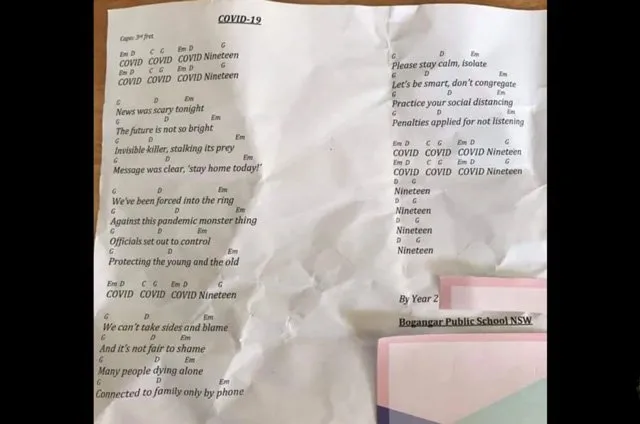 COVID-19
Capo: 3rd fret
Em D C G Em D G
COVID COVID COVID Nineteen
Em D C G Em D G
COVID COVID COVID Nineteen
G D Em
News was scary tonight
G D Em
The future is not so bright
G D Em
Invisible killer, stalking its prey
G D Em
Message was clear, 'stay home today!'
G D Em
We've been forced into the ring
G D Em
Against this pandemic monster thing
G D Em
Officials set out to control
G D Em
Protecting the young and the old
Em D C G Em D G
COVID COVID COVID Nineteen
G D Em
We can't take sides and blame
G D Em
And it's not fair to shame
G D Em
Many people dying alone
G D Em
Connected to family only by phone
G D Em
Please stay calm, isolate
G D Em
Let's be smart, don't congregate
G D Em
Practice your social distancing
G D Em
Penalties applied for not listening
Em D C G Em D G
COVID COVID COVID Nineteen
Em D C G Em D G
COVID COVID COVID Nineteen
D G
Nineteen
D G
Nineteen
D G
Nineteen
D G
Nineteen
By Year 2
Bogangar Public School NSW